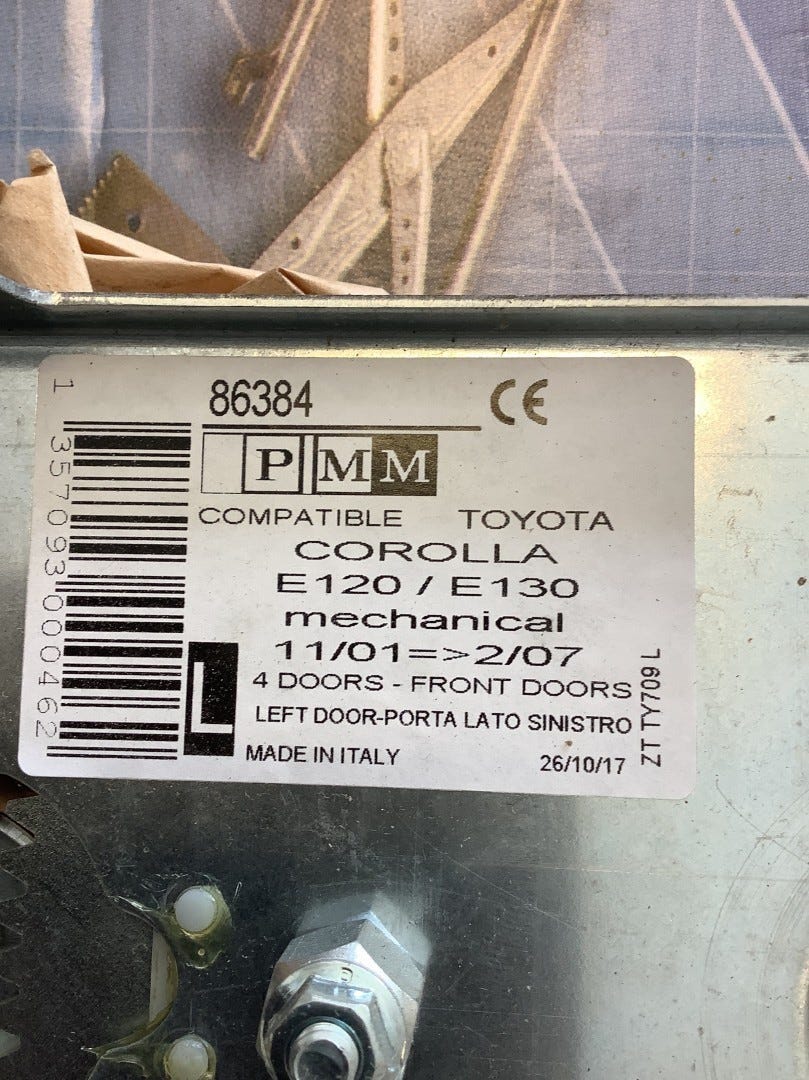 86384 CE
PMM
COMPATIBLE TOYOTA
COROLLA
E120 / E130
mechanical
11/01=>2/07
4 DOORS - FRONT DOORS
L LEFT DOOR-PORTA LATO SINISTRO
MADE IN ITALY 26/10/17
ZT TY709 L
1 357093 000462